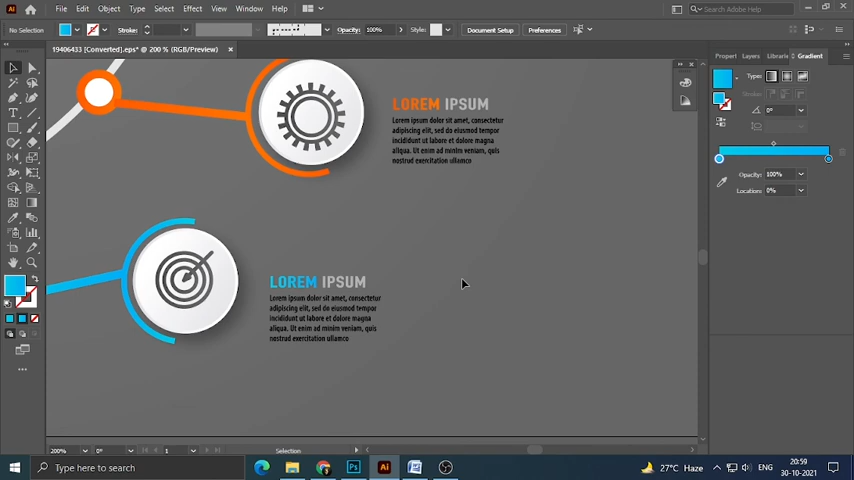 File Edit Object Type Select Effect View Window Help
Search Adobe Help
No Selection Stroke: Opacity: 100% Style: Document Setup Preferences
19406433 [Converted].eps* @ 200 % (RGB/Preview)
Propert Layers Librarie Gradient
Type:
Stroke:
0°
Opacity: 100%
Location: 0%
LOREM IPSUM
Lorem ipsum dolor sit amet, consectetur
adipiscing elit, sed do eiusmod tempor
incididunt ut labore et dolore magna
aliqua. Ut enim ad minim veniam, quis
nostrud exercitation ullamco
LOREM IPSUM
Lorem ipsum dolor sit amet, consectetur
adipiscing elit, sed do eiusmod tempor
incididunt ut labore et dolore magna
aliqua. Ut enim ad minim veniam, quis
nostrud exercitation ullamco
200% 0° 1 Selection
Type here to search
Ps Ai
27°C Haze ENG
20:59
30-10-2021